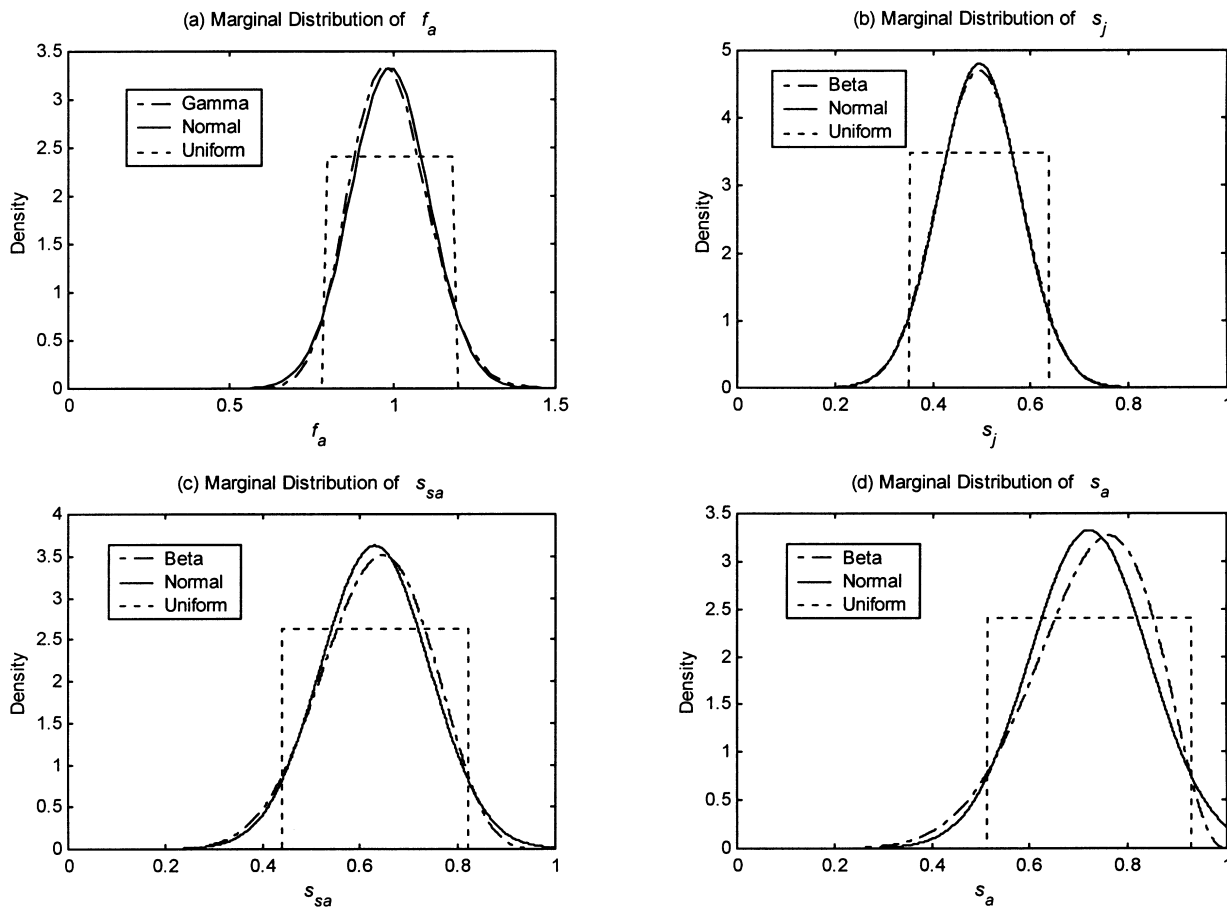 (a) Marginal Distribution of f_a
3.5
3
2.5
2
1.5
1
0.5
0
Density
Gamma
Normal
Uniform
0 0.5 1 1.5
f_a
(b) Marginal Distribution of s_j
5
4
3
2
1
0
Density
Beta
Normal
Uniform
0 0.2 0.4 0.6 0.8 1
s_j
(c) Marginal Distribution of s_sa
4
3.5
3
2.5
2
1.5
1
0.5
0
Density
Beta
Normal
Uniform
0 0.2 0.4 0.6 0.8 1
s_sa
(d) Marginal Distribution of s_a
3.5
3
2.5
2
1.5
1
0.5
0
Density
Beta
Normal
Uniform
0 0.2 0.4 0.6 0.8 1
s_a